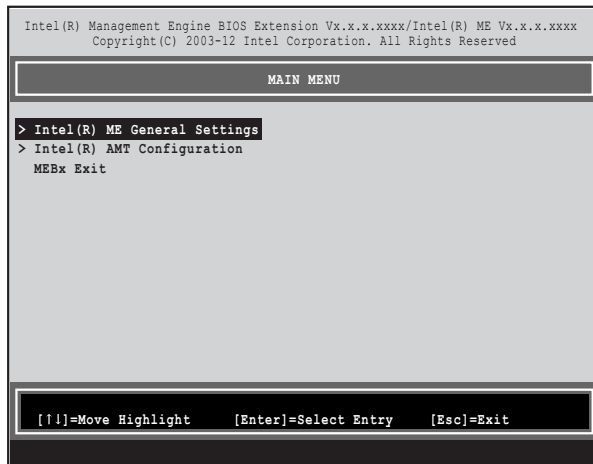 Intel(R) Management Engine BIOS Extension Vx.x.x.xxxx/Intel(R) ME Vx.x.x.xxxx
Copyright(C) 2003-12 Intel Corporation. All Rights Reserved
MAIN MENU
> Intel(R) ME General Settings
> Intel(R) AMT Configuration
MEBx Exit
[↑↓]=Move Highlight [Enter]=Select Entry [Esc]=Exit